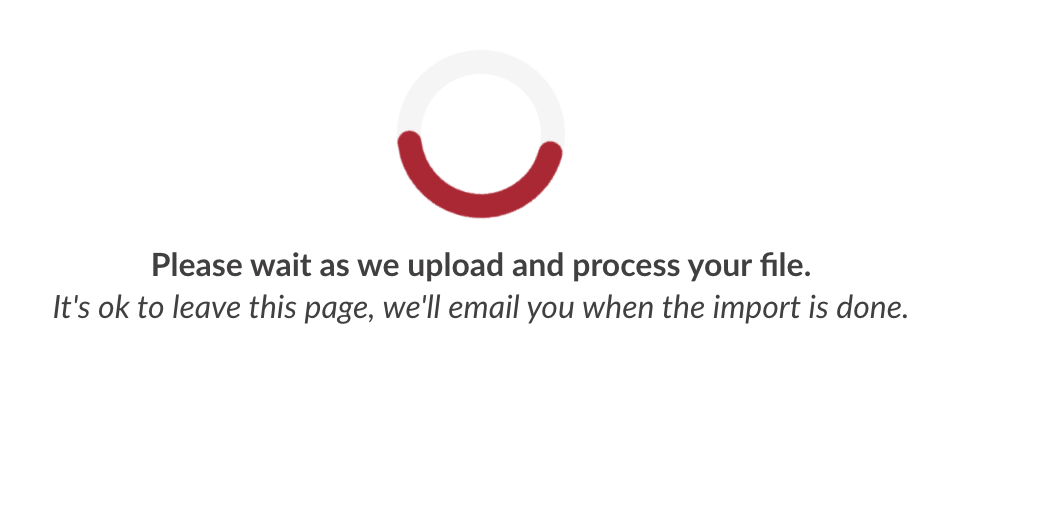 Please wait as we upload and process your file.
It's ok to leave this page, we'll email you when the import is done.